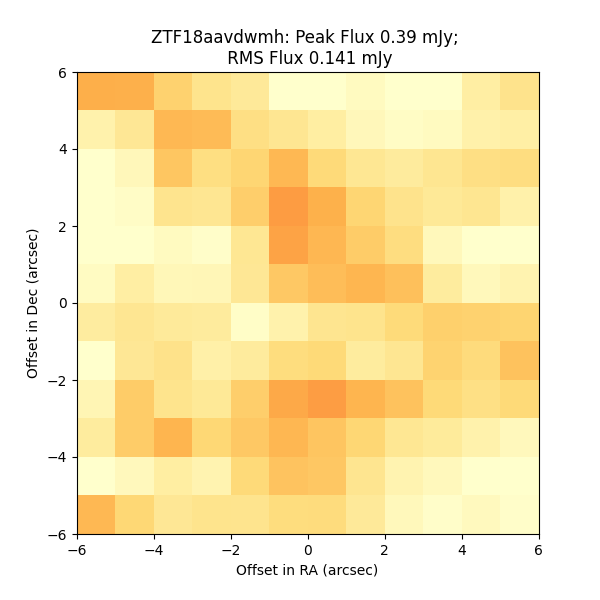 ZTF18aavdwmh: Peak Flux 0.39 mJy;
RMS Flux 0.141 mJy
6
4
2
0
−2
−4
−6
Offset in Dec (arcsec)
−6 −4 −2 0 2 4 6
Offset in RA (arcsec)